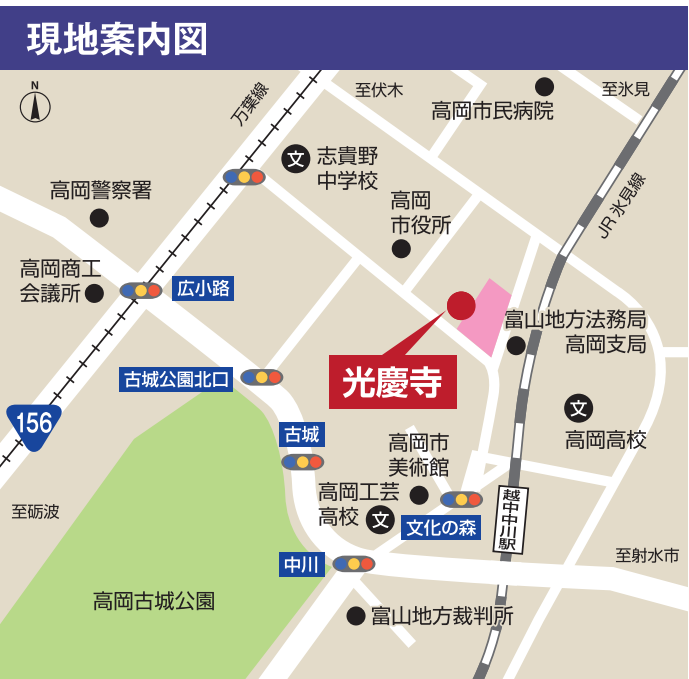 現地案内図
N
万葉線
至伏木
至氷見
高岡市民病院
文
志貴野
中学校
高岡警察署
高岡
市役所
JR 氷見線
高岡商工
会議所
広小路
富山地方法務局
高岡支局
古城公園北口
光慶寺
156
古城
文
高岡高校
高岡市
美術館
高岡工芸
高校
文
文化の森
越中中川駅
至砺波
中川
至射水市
高岡古城公園
富山地方裁判所